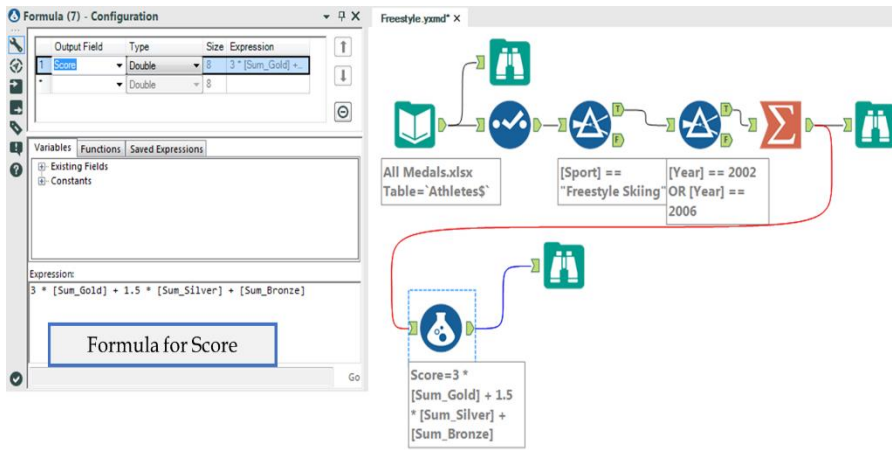 Formula (7) - Configuration
Output Field Type Size Expression
1 Score Double 8 3 * [Sum_Gold] +...
* Double 8
Variables Functions Saved Expressions
Existing Fields
Constants
Expression:
3 * [Sum_Gold] + 1.5 * [Sum_Silver] + [Sum_Bronze]
Formula for Score
Go
Freestyle.yxmd* X
T
F
T
F
All Medals.xlsx
Table=`Athletes$`
[Sport] ==
"Freestyle Skiing"
[Year] == 2002
OR [Year] ==
2006
Score=3 *
[Sum_Gold] + 1.5
* [Sum_Silver] +
[Sum_Bronze]